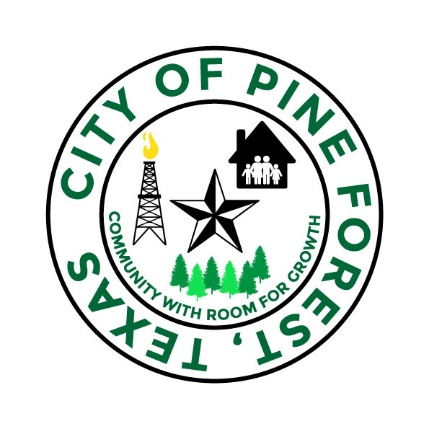 CITY OF PINE FOREST, TEXAS
COMMUNITY WITH ROOM FOR GROWTH